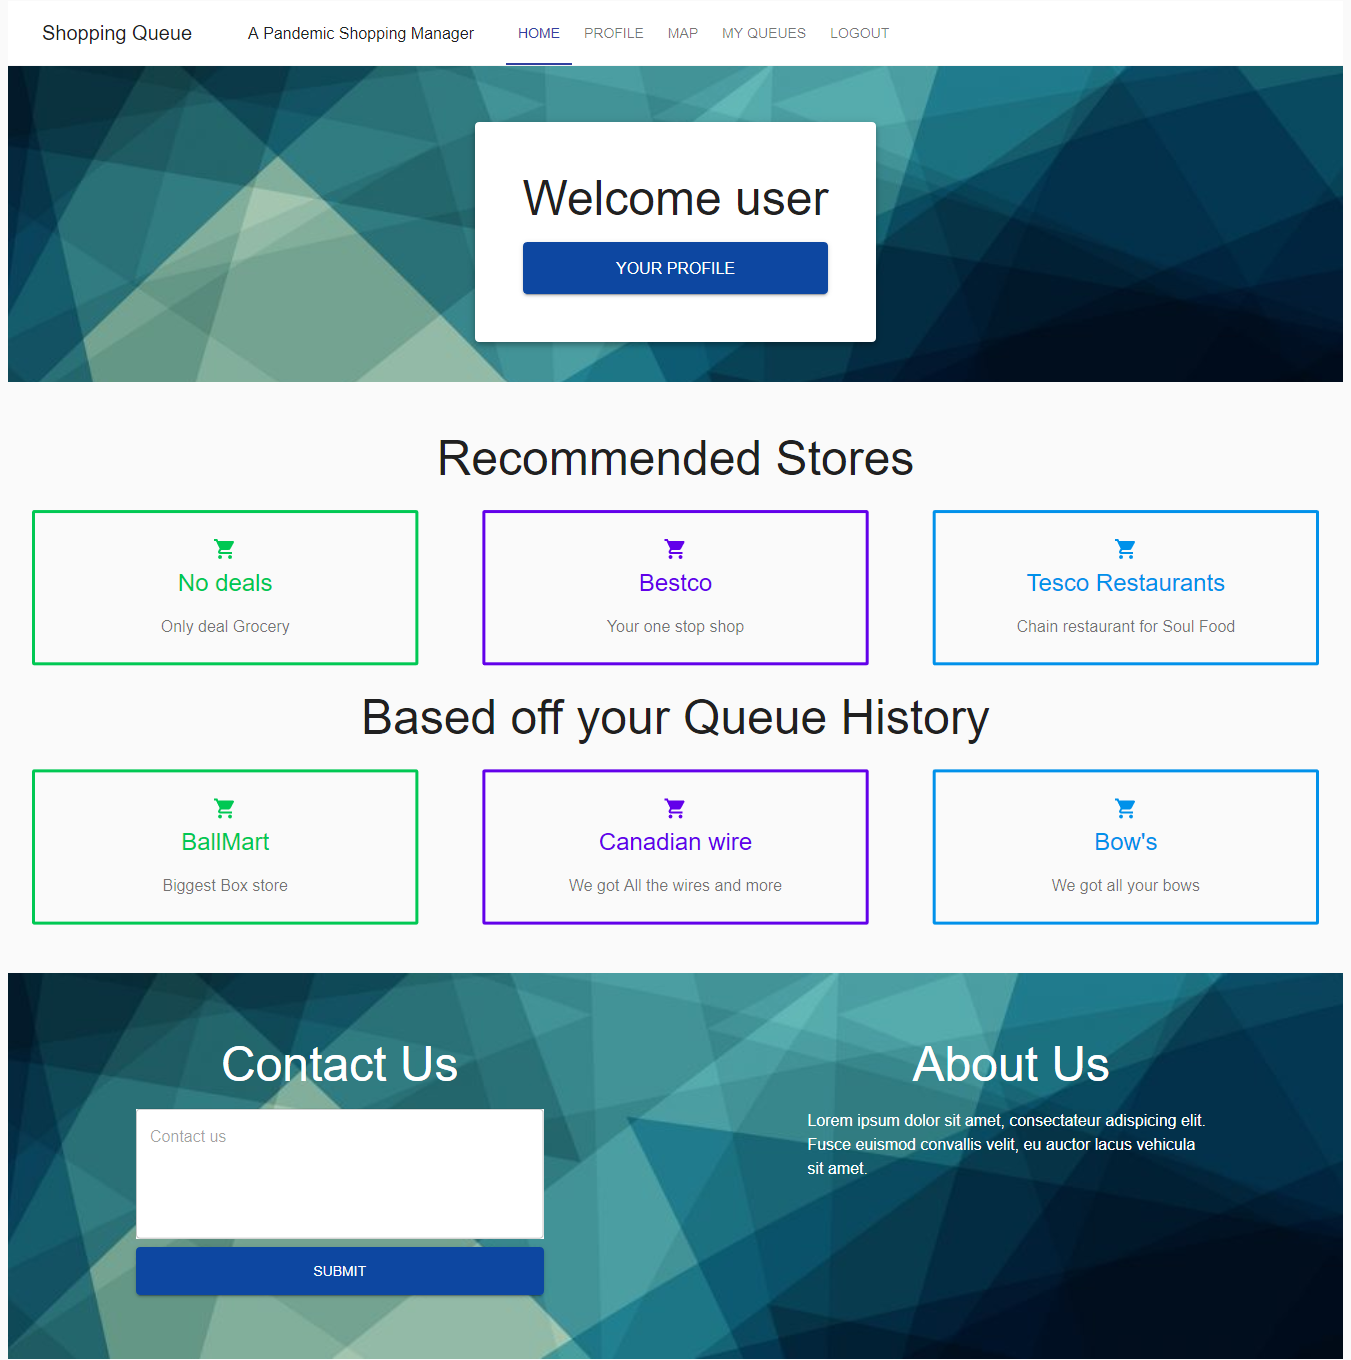 Shopping Queue A Pandemic Shopping Manager HOME PROFILE MAP MY QUEUES LOGOUT
Welcome user
YOUR PROFILE
Recommended Stores
No deals
Only deal Grocery
Bestco
Your one stop shop
Tesco Restaurants
Chain restaurant for Soul Food
Based off your Queue History
BallMart
Biggest Box store
Canadian wire
We got All the wires and more
Bow's
We got all your bows
Contact Us
Contact us
SUBMIT
About Us
Lorem ipsum dolor sit amet, consectateur adispicing elit.
Fusce euismod convallis velit, eu auctor lacus vehicula
sit amet.